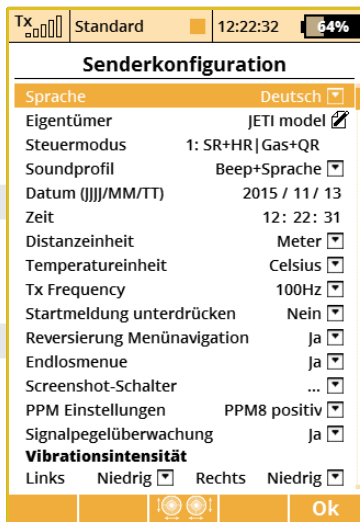 Tx Standard 12:22:32 64%
Senderkonfiguration
Sprache Deutsch
Eigentümer JETI model
Steuermodus 1: SR+HR|Gas+QR
Soundprofil Beep+Sprache
Datum (JJJJ/MM/TT) 2015 / 11 / 13
Zeit 12: 22: 31
Distanzeinheit Meter
Temperatureinheit Celsius
Tx Frequency 100Hz
Startmeldung unterdrücken Nein
Reversierung Menünavigation Ja
Endlosmenue Ja
Screenshot-Schalter ...
PPM Einstellungen PPM8 positiv
Signalpegelüberwachung Ja
Vibrationsintensität
Links Niedrig Rechts Niedrig
Ok